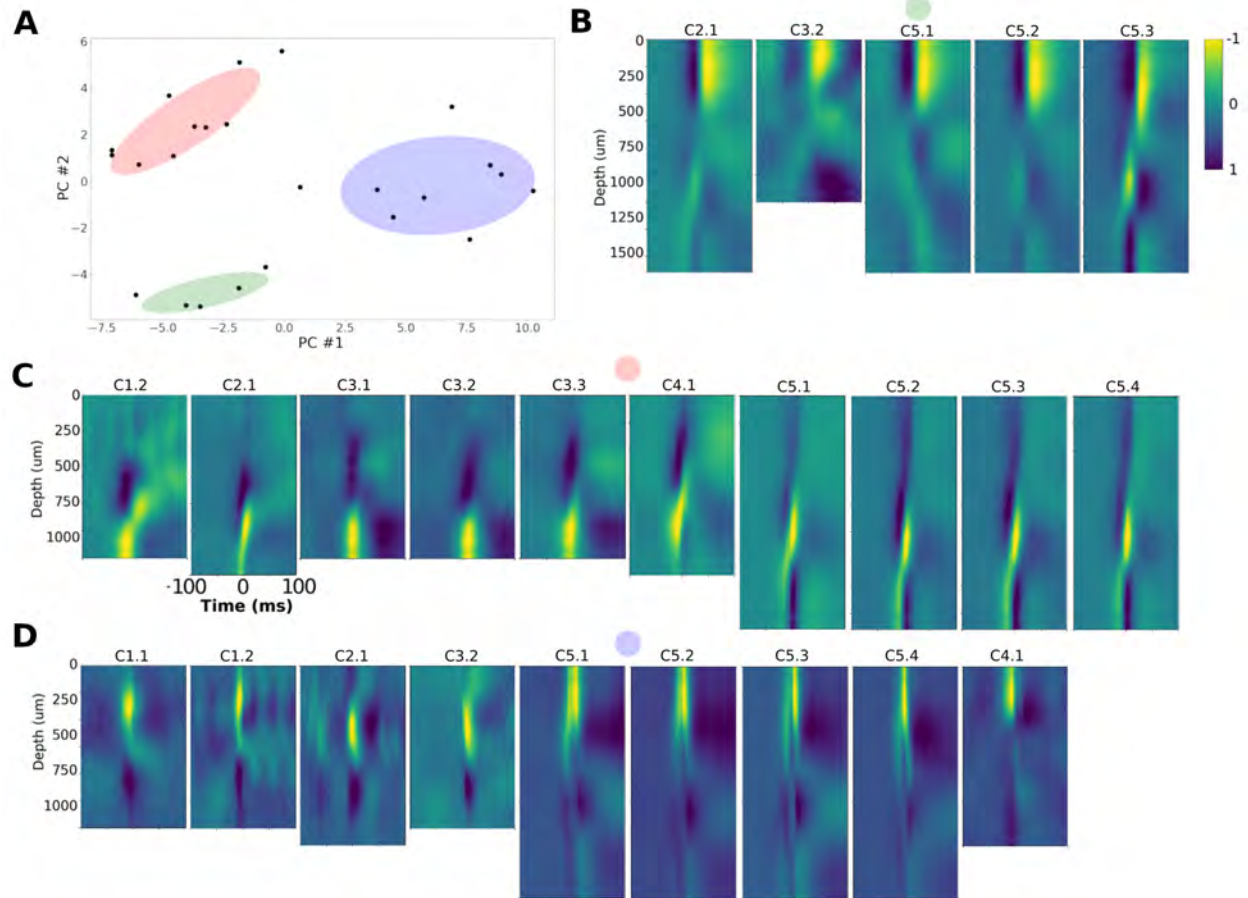 A
6
4
2
0
−2
−4
PC #2
−7.5 −5.0 −2.5 0.0 2.5 5.0 7.5 10.0
PC #1
B
C2.1 C3.2 C5.1 C5.2 C5.3
0
250
500
750
1000
1250
1500
Depth (um)
-1
0
1
C
C1.2 C2.1 C3.1 C3.2 C3.3 C4.1 C5.1 C5.2 C5.3 C5.4
0
250
500
750
1000
Depth (um)
-100 0 100
Time (ms)
D
C1.1 C1.2 C2.1 C3.2 C5.1 C5.2 C5.3 C5.4 C4.1
0
250
500
750
1000
Depth (um)